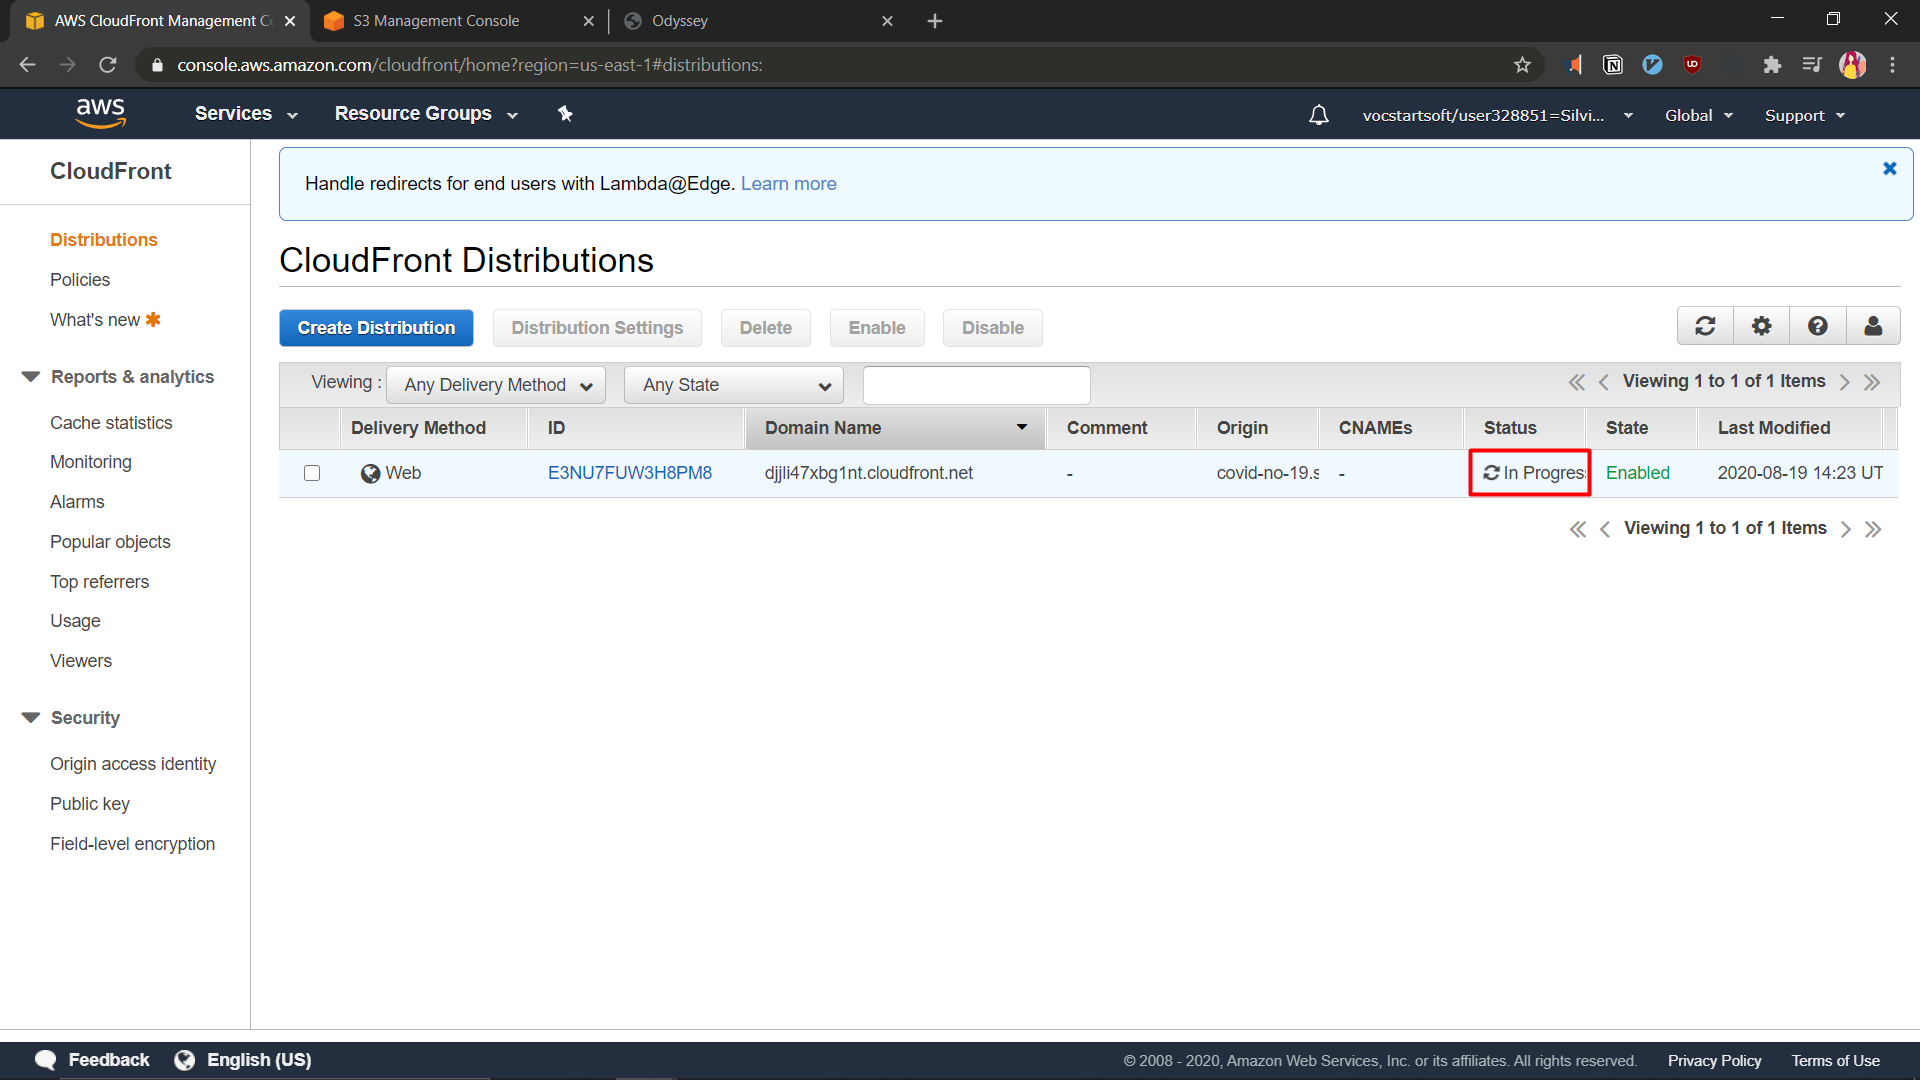 AWS CloudFront Management Co
S3 Management Console
Odyssey
console.aws.amazon.com/cloudfront/home?region=us-east-1#distributions:
aws
Services
Resource Groups
vocstartsoft/user328851=Silvi...
Global
Support
CloudFront
Distributions
Policies
What's new
Reports & analytics
Cache statistics
Monitoring
Alarms
Popular objects
Top referrers
Usage
Viewers
Security
Origin access identity
Public key
Field-level encryption
Handle redirects for end users with Lambda@Edge. Learn more
CloudFront Distributions
Create Distribution
Distribution Settings
Delete
Enable
Disable
Viewing :
Any Delivery Method
Any State
Viewing 1 to 1 of 1 Items
Delivery Method ID Domain Name Comment Origin CNAMEs Status State Last Modified
Web E3NU7FUW3H8PM8 djjli47xbg1nt.cloudfront.net - covid-no-19.s - In Progres Enabled 2020-08-19 14:23 UT
Viewing 1 to 1 of 1 Items
Feedback
English (US)
© 2008 - 2020, Amazon Web Services, Inc. or its affiliates. All rights reserved.
Privacy Policy
Terms of Use